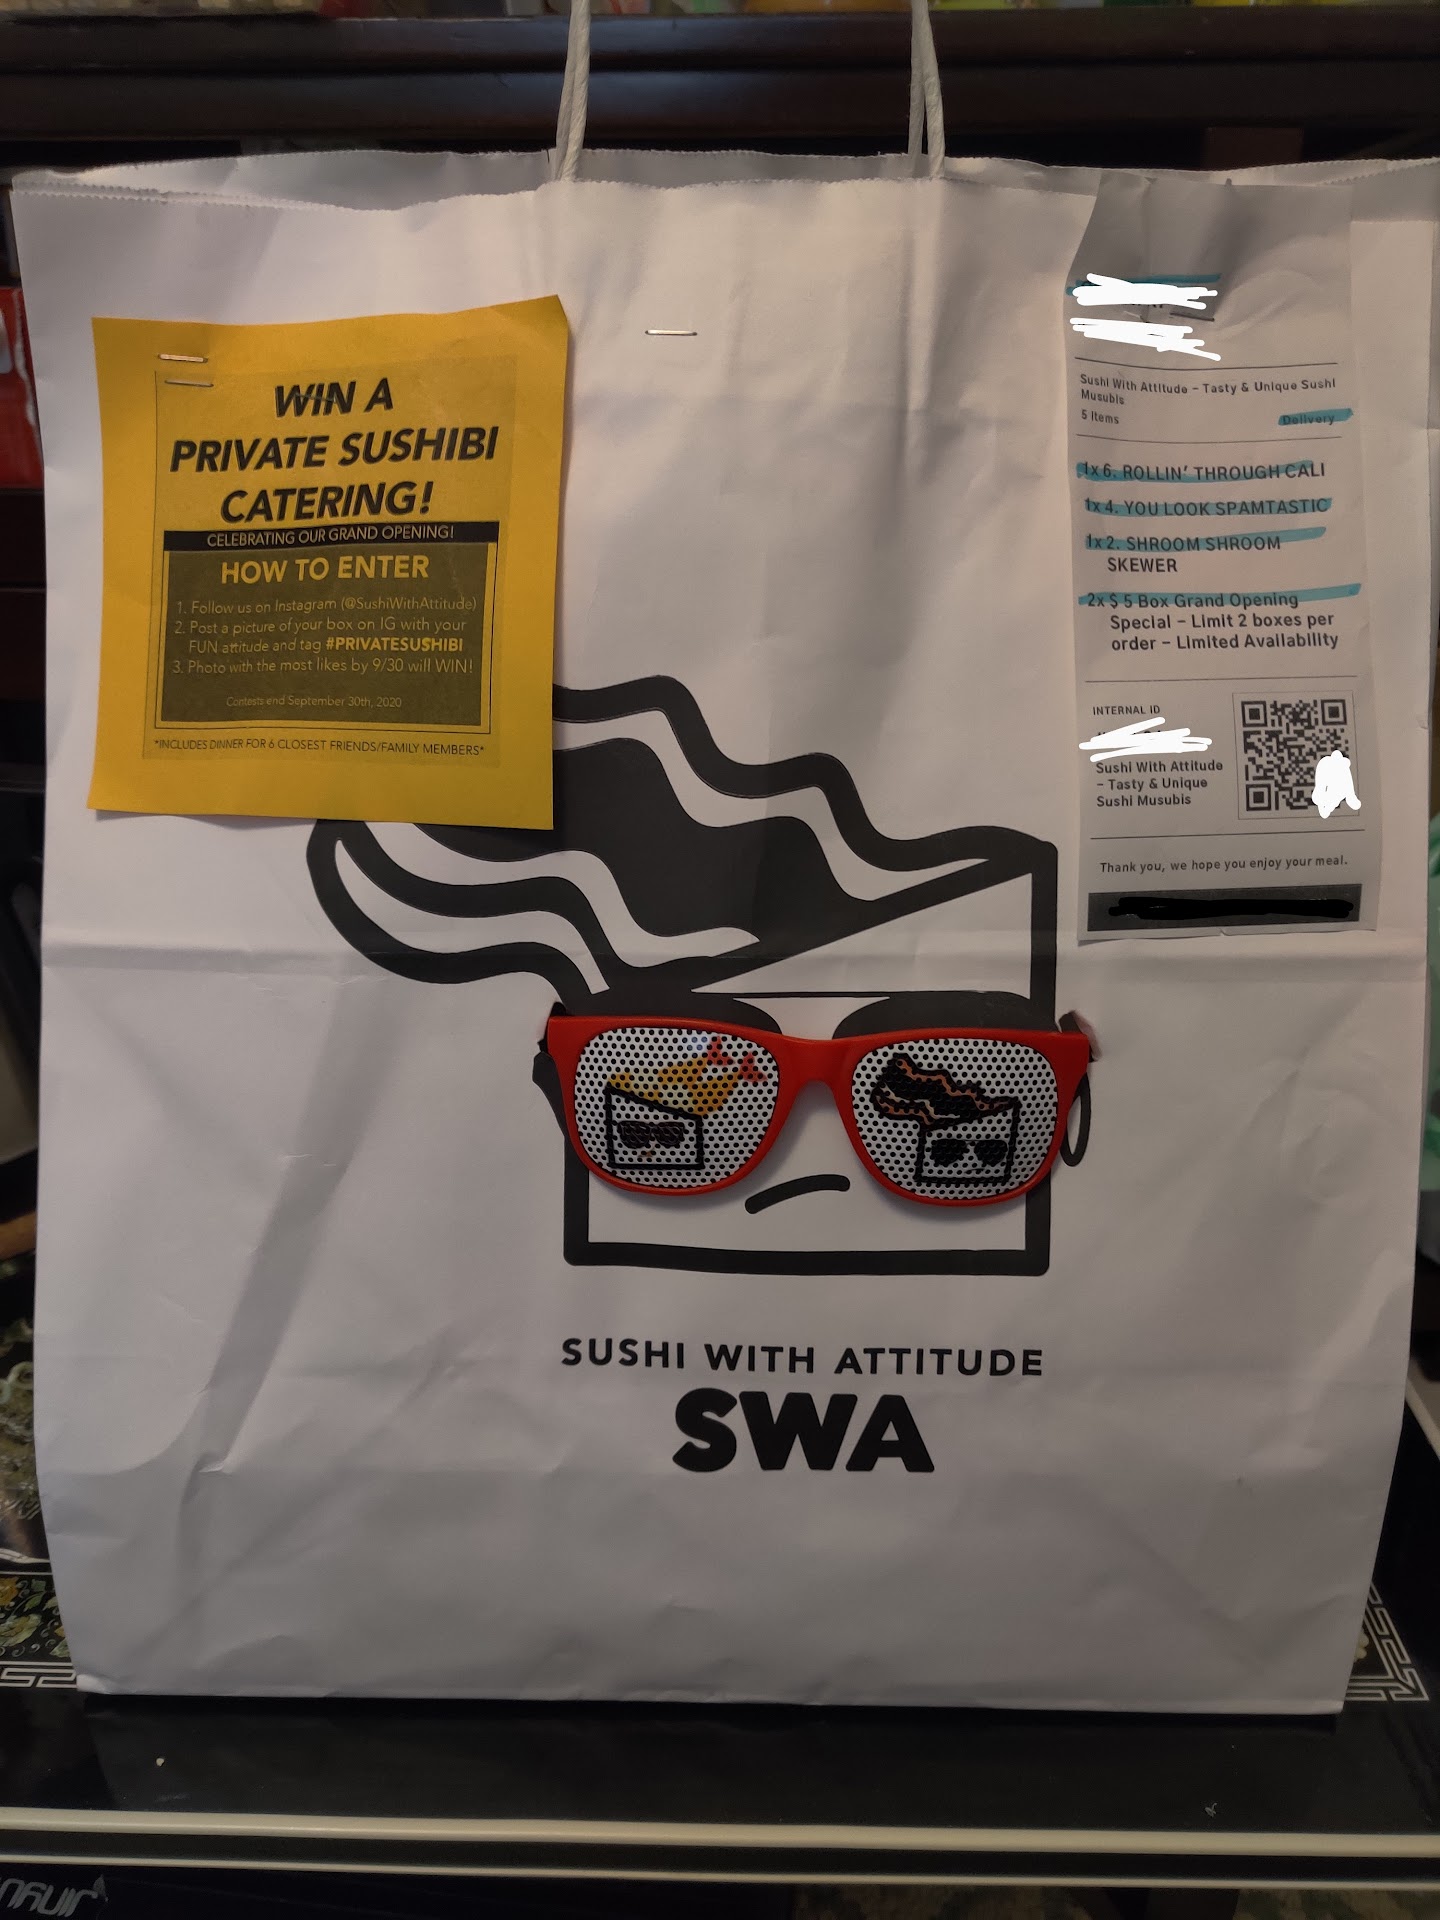 WIN A
PRIVATE SUSHIBI
CATERING!
CELEBRATING OUR GRAND OPENING!
HOW TO ENTER
1. Follow us on Instagram (@SushiWithAttitude)
2. Post a picture of your box on IG with your
FUN attitude and tag #PRIVATESUSHIBI
3. Photo with the most likes by 9/30 will WIN!
Contests end September 30th, 2020
*INCLUDES DINNER FOR 6 CLOSEST FRIENDS/FAMILY MEMBERS*
Sushi With Attitude - Tasty & Unique Sushi
Musubis
5 Items
Delivery
1x 6. ROLLIN' THROUGH CALI
1x 4. YOU LOOK SPAMTASTIC
1x 2. SHROOM SHROOM
SKEWER
2x $ 5 Box Grand Opening
Special - Limit 2 boxes per
order - Limited Availability
INTERNAL ID
Sushi With Attitude
- Tasty & Unique
Sushi Musubis
Thank you, we hope you enjoy your meal.
SUSHI WITH ATTITUDE
SWA